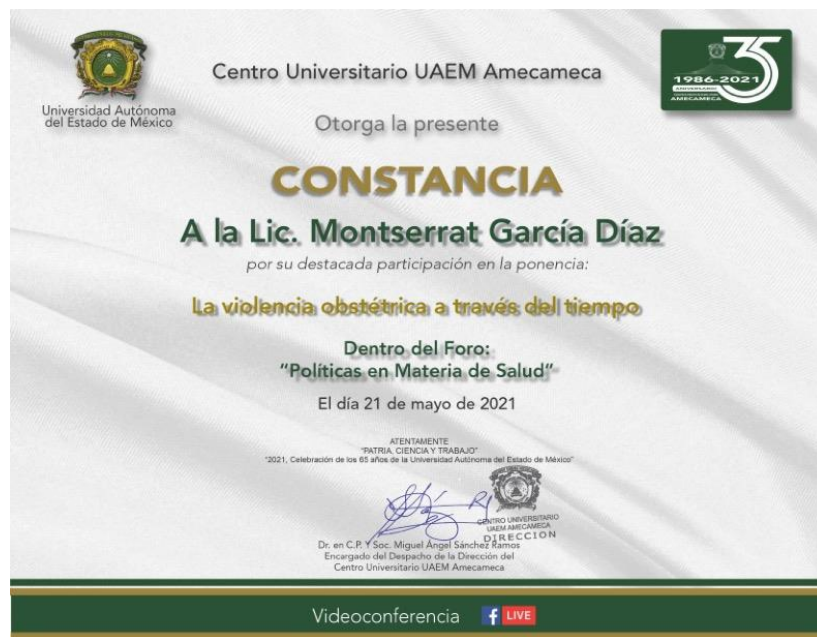 Universidad Autónoma
del Estado de México
Centro Universitario UAEM Amecameca
35
1986-2021
ANIVERSARIO
AMECAMECA
Otorga la presente
CONSTANCIA
A la Lic. Montserrat García Díaz
por su destacada participación en la ponencia:
La violencia obstétrica a través del tiempo
Dentro del Foro:
“Políticas en Materia de Salud”
El día 21 de mayo de 2021
ATENTAMENTE
"PATRIA, CIENCIA Y TRABAJO"
"2021, Celebración de los 65 años de la Universidad Autónoma del Estado de México"
CENTRO UNIVERSITARIO
UAEM AMECAMECA
DIRECCION
Dr. en C.P. Y Soc. Miguel Ángel Sánchez Ramos
Encargado del Despacho de la Dirección del
Centro Universitario UAEM Amecameca
Videoconferencia f LIVE